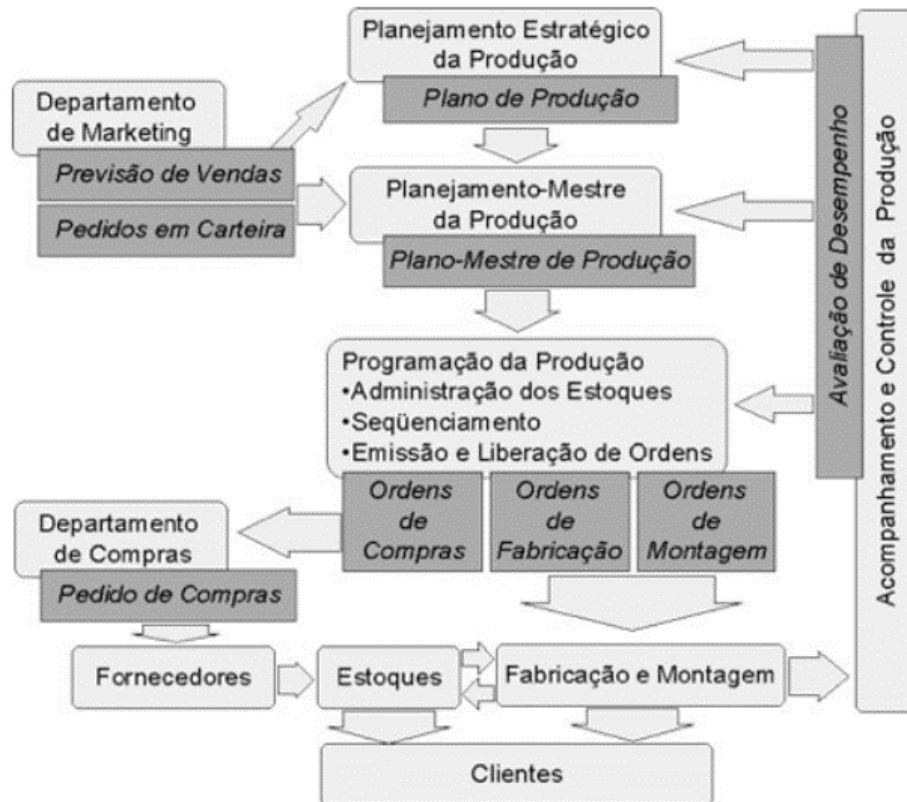 Planejamento Estratégico
da Produção
Plano de Produção
Departamento
de Marketing
Previsão de Vendas
Pedidos em Carteira
Planejamento-Mestre
da Produção
Plano-Mestre de Produção
Programação da Produção
•Administração dos Estoques
•Seqüenciamento
•Emissão e Liberação de Ordens
Ordens
de
Compras
Ordens
de
Fabricação
Ordens
de
Montagem
Departamento
de Compras
Pedido de Compras
Fornecedores
Estoques
Fabricação e Montagem
Clientes
Avaliação de Desempenho
Acompanhamento e Controle da Produção